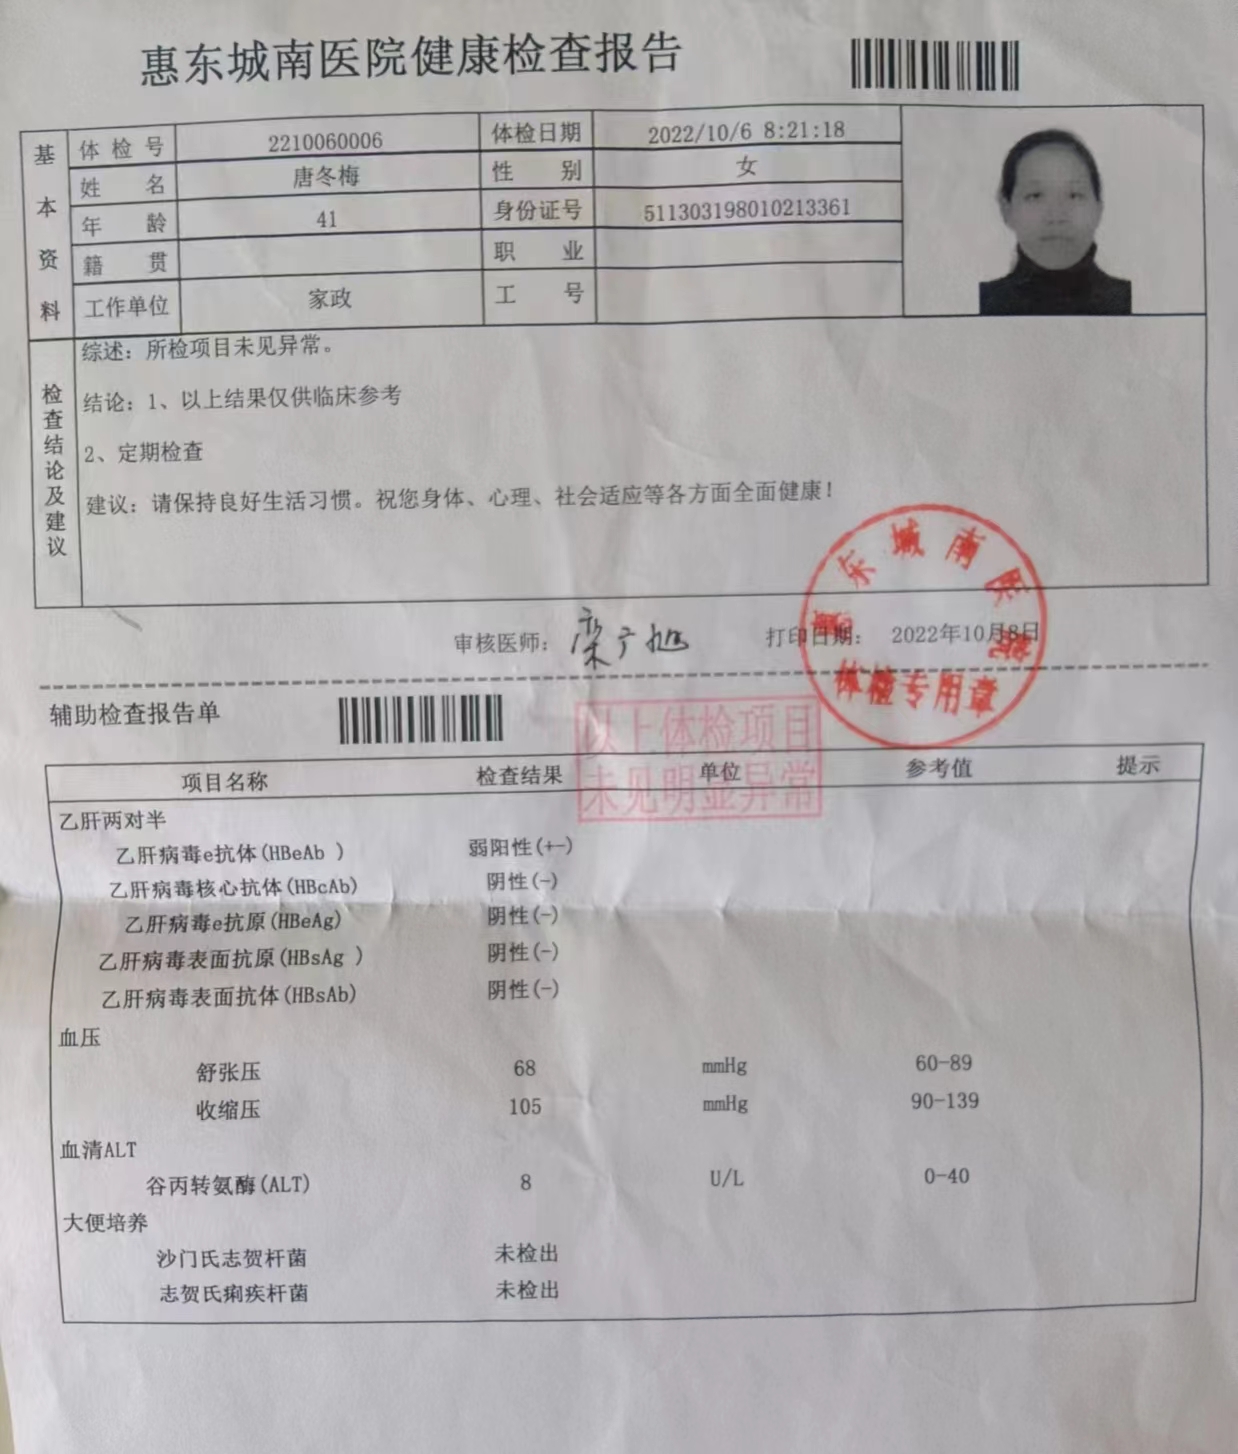 惠东城南医院健康检查报告
基本资料
体检号 2210060006 体检日期 2022/10/6 8:21:18
姓名 唐冬梅 性别 女
年龄 41 身份证号 511303198010213361
籍贯 职业
工作单位 家政 工号
检查结论及建议
综述：所检项目未见异常。
结论：1、以上结果仅供临床参考
2、定期检查
建议：请保持良好生活习惯。祝您身体、心理、社会适应等各方面全面健康！
审核医师： 栾广旭 打印日期： 2022年10月8日
惠东城南医院
体检专用章
辅助检查报告单
以上体检项目
未见明显异常
项目名称 检查结果 单位 参考值 提示
乙肝两对半
乙肝病毒e抗体(HBeAb ) 弱阳性(+-)
乙肝病毒核心抗体(HBcAb) 阴性(-)
乙肝病毒e抗原(HBeAg) 阴性(-)
乙肝病毒表面抗原(HBsAg ) 阴性(-)
乙肝病毒表面抗体(HBsAb) 阴性(-)
血压
舒张压 68 mmHg 60-89
收缩压 105 mmHg 90-139
血清ALT
谷丙转氨酶(ALT) 8 U/L 0-40
大便培养
沙门氏志贺杆菌 未检出
志贺氏痢疾杆菌 未检出